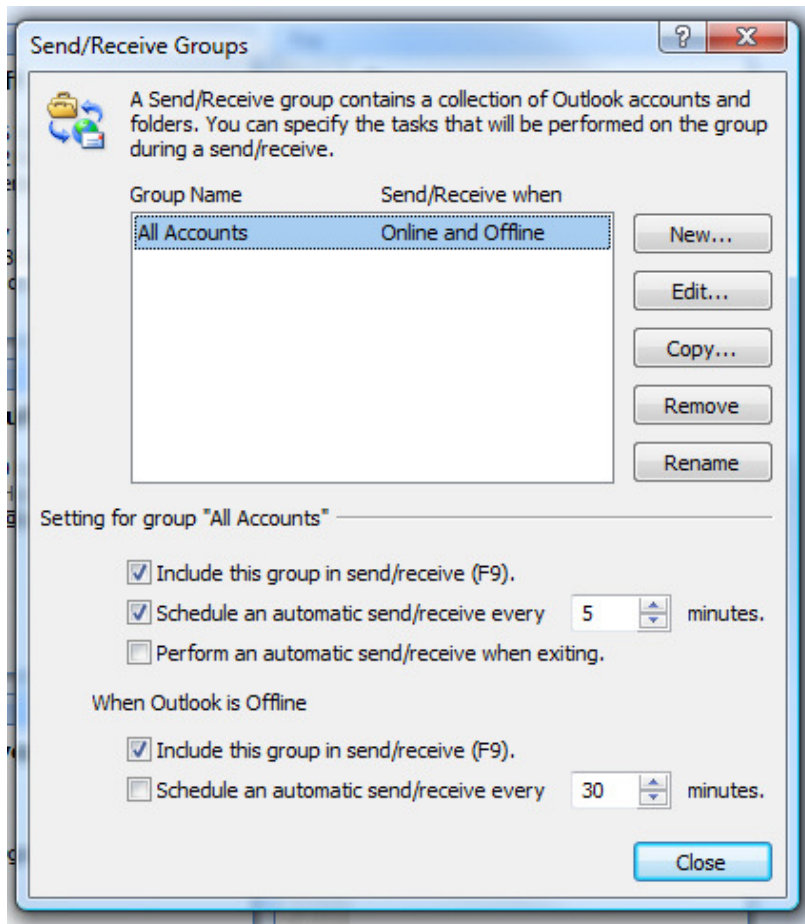 Send/Receive Groups
A Send/Receive group contains a collection of Outlook accounts and
folders. You can specify the tasks that will be performed on the group
during a send/receive.
Group Name Send/Receive when
All Accounts Online and Offline
New...
Edit...
Copy...
Remove
Rename
Setting for group "All Accounts"
Include this group in send/receive (F9).
Schedule an automatic send/receive every 5 minutes.
Perform an automatic send/receive when exiting.
When Outlook is Offline
Include this group in send/receive (F9).
Schedule an automatic send/receive every 30 minutes.
Close